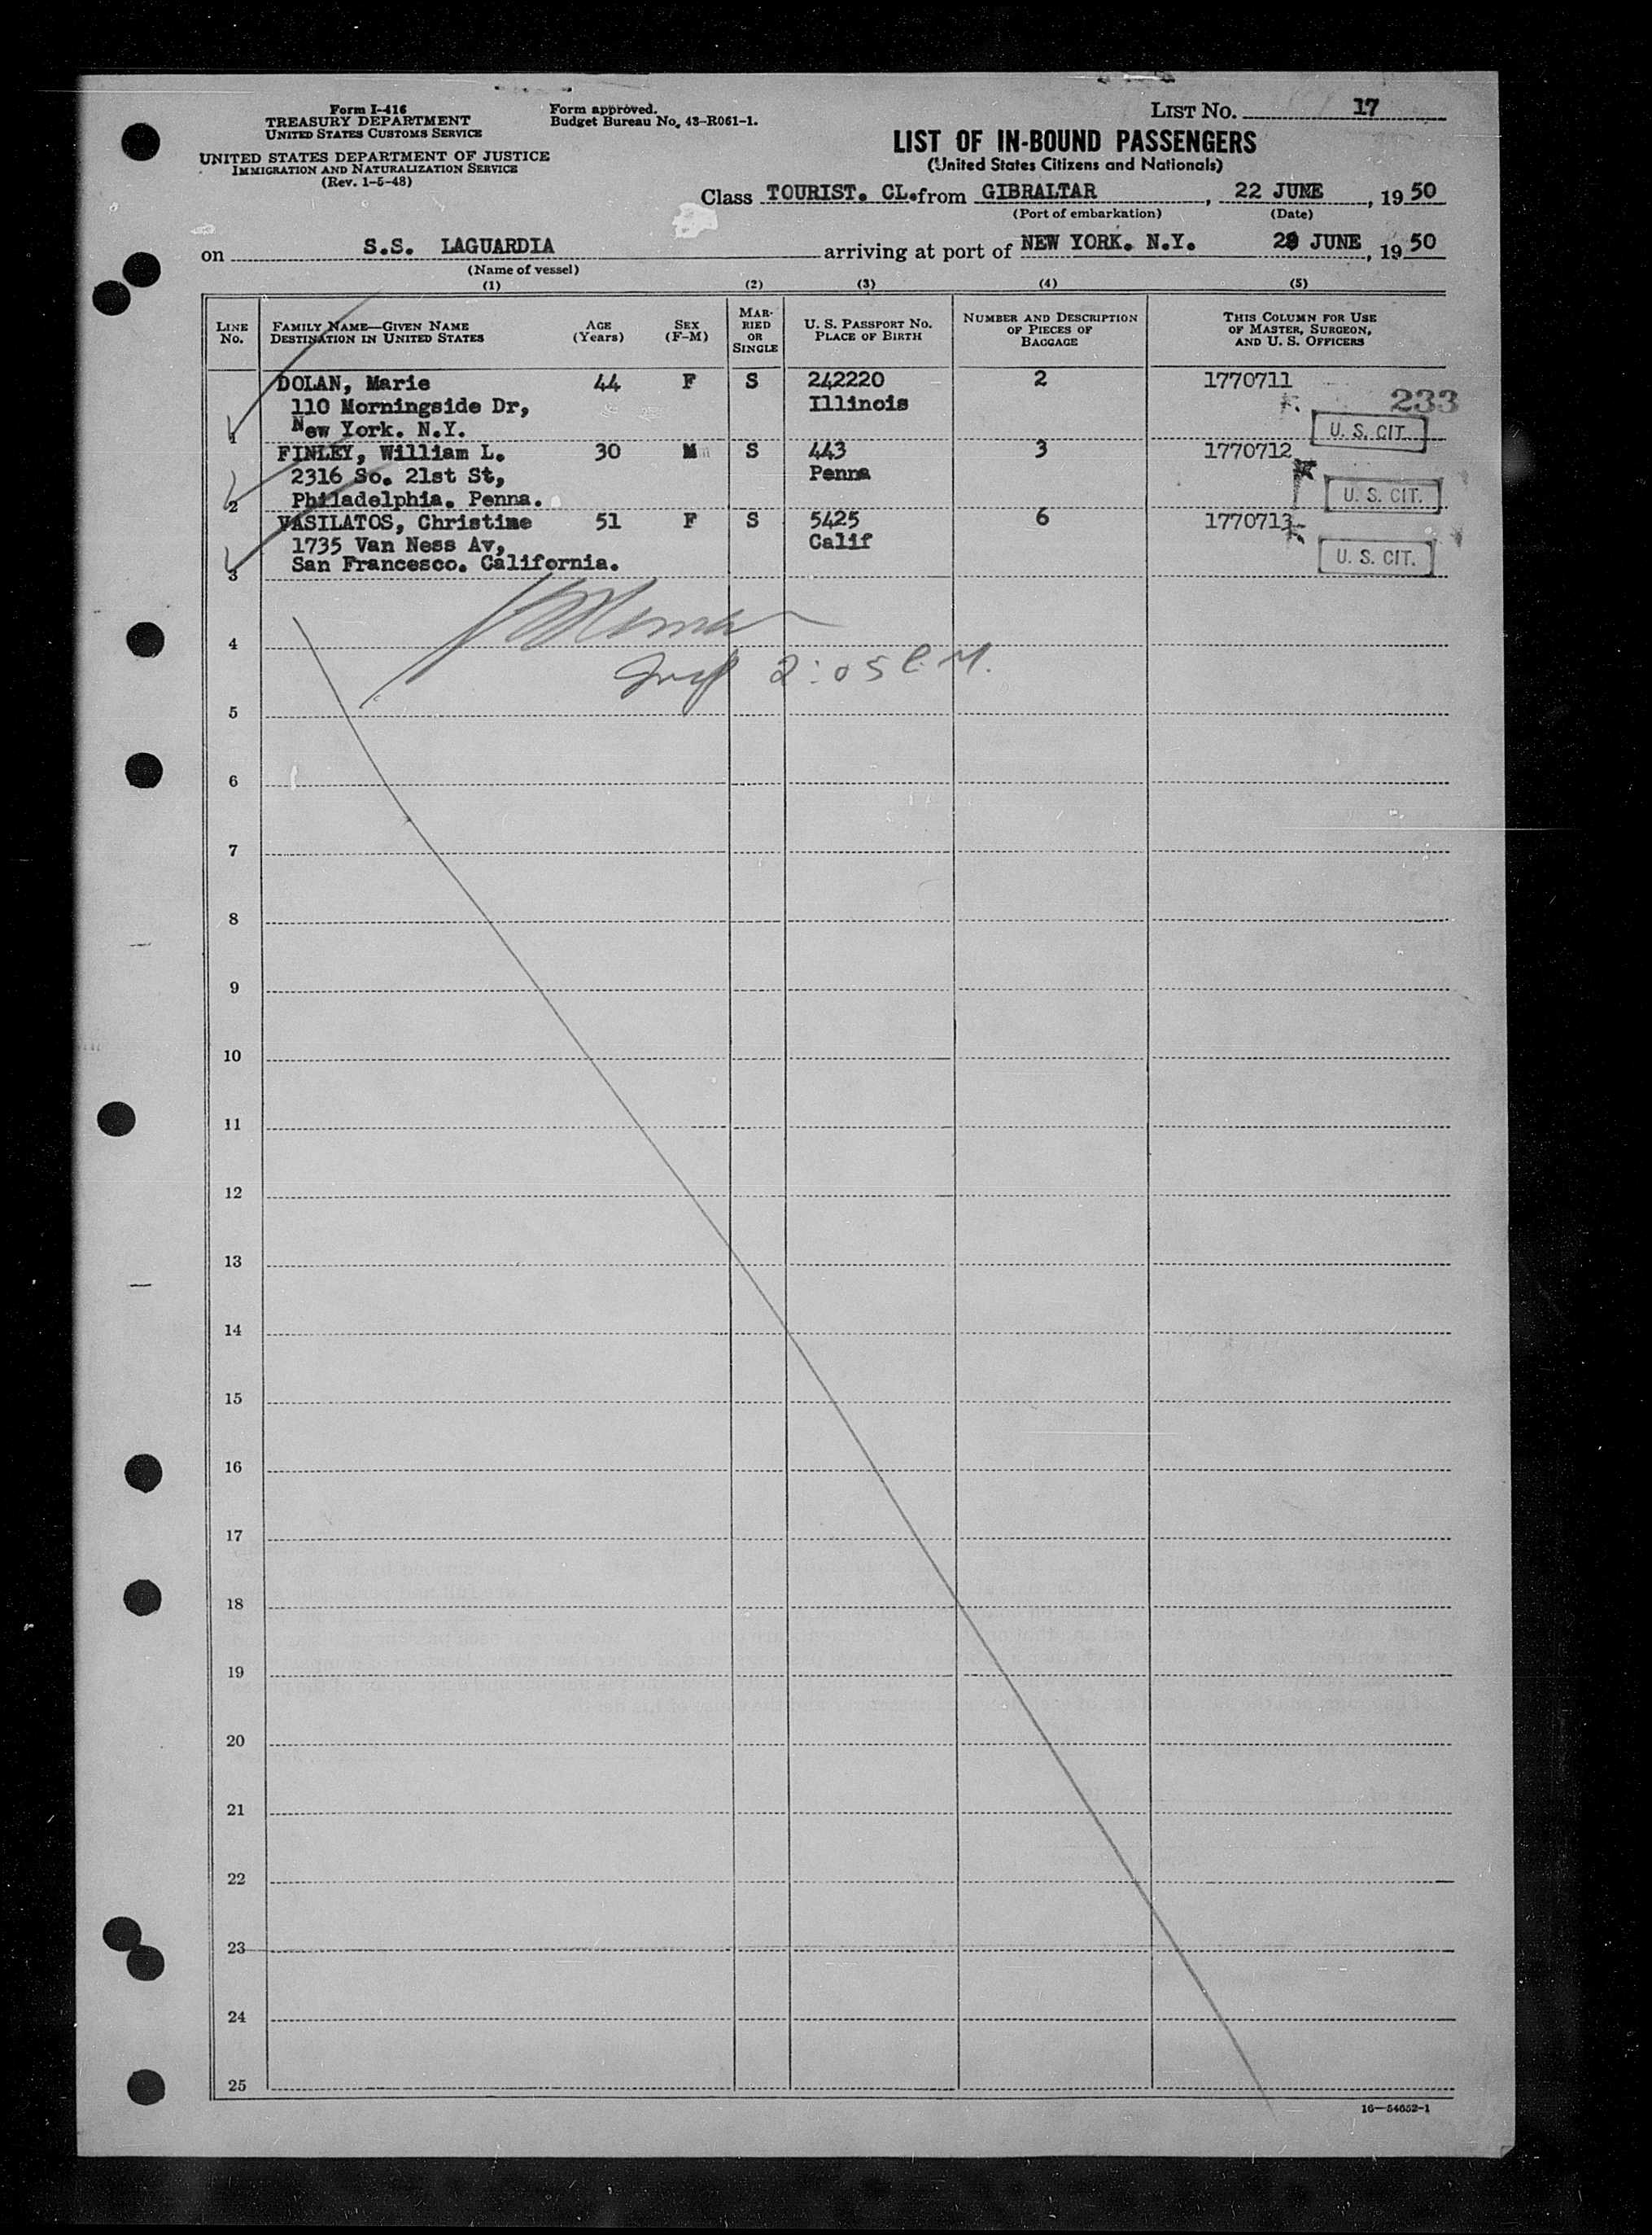 Form I-416
TREASURY DEPARTMENT
UNITED STATES CUSTOMS SERVICE
UNITED STATES DEPARTMENT OF JUSTICE
IMMIGRATION AND NATURALIZATION SERVICE
(Rev. 1-5-48)
Form approved.
Budget Bureau No. 43-R061-1.
LIST NO. 17
LIST OF IN-BOUND PASSENGERS
(United States Citizens and Nationals)
Class TOURIST. CL. from GIBRALTAR, 22 JUNE, 1950
(Port of embarkation) (Date)
on S.S. LAGUARDIA arriving at port of NEW YORK. N.Y. 29 JUNE, 1950
(Name of vessel)
(1) (2) (3) (4) (5)
LINE NO.
FAMILY NAME—GIVEN NAME
DESTINATION IN UNITED STATES
AGE (Years)
SEX (F-M)
MARRIED OR SINGLE
U. S. PASSPORT NO.
PLACE OF BIRTH
NUMBER AND DESCRIPTION OF PIECES OF BAGGAGE
THIS COLUMN FOR USE OF MASTER, SURGEON, AND U. S. OFFICERS
DOLAN, Marie 44 F S 242220 2 1770711
110 Morningside Dr, Illinois 233
1 New York. N.Y. U. S. CIT.
FINLEY, William L. 30 M S 443 3 1770712
2316 So. 21st St, Penna
2 Philadelphia. Penna. U. S. CIT.
VASILATOS, Christine 51 F S 5425 6 1770713
1735 Van Ness Av, Calif
3 San Francesco. California. U. S. CIT.
4
2:05 P.M.
5
6
7
8
9
10
11
12
13
14
15
16
17
18
19
20
21
22
23
24
25
16—54652-1